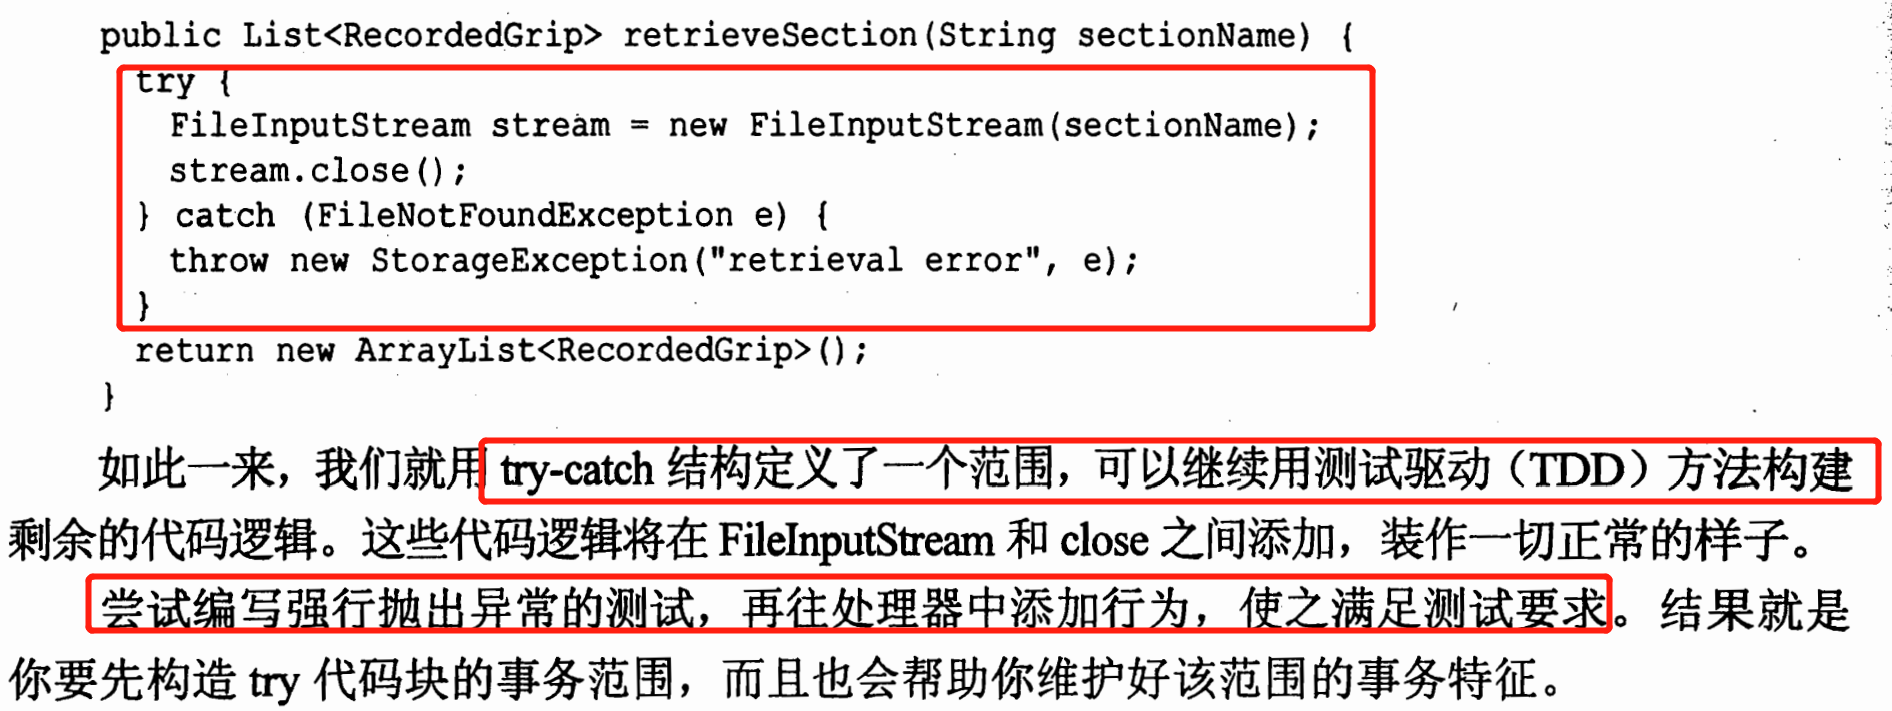 public List<RecordedGrip> retrieveSection(String sectionName) {
try {
FileInputStream stream = new FileInputStream(sectionName);
stream.close();
} catch (FileNotFoundException e) {
throw new StorageException("retrieval error", e);
}
return new ArrayList<RecordedGrip>();
}
如此一来，我们就用 try-catch 结构定义了一个范围，可以继续用测试驱动（TDD）方法构建
剩余的代码逻辑。这些代码逻辑将在 FileInputStream 和 close 之间添加，装作一切正常的样子。
尝试编写强行抛出异常的测试，再往处理器中添加行为，使之满足测试要求。结果就是
你要先构造 try 代码块的事务范围，而且也会帮助你维护好该范围的事务特征。